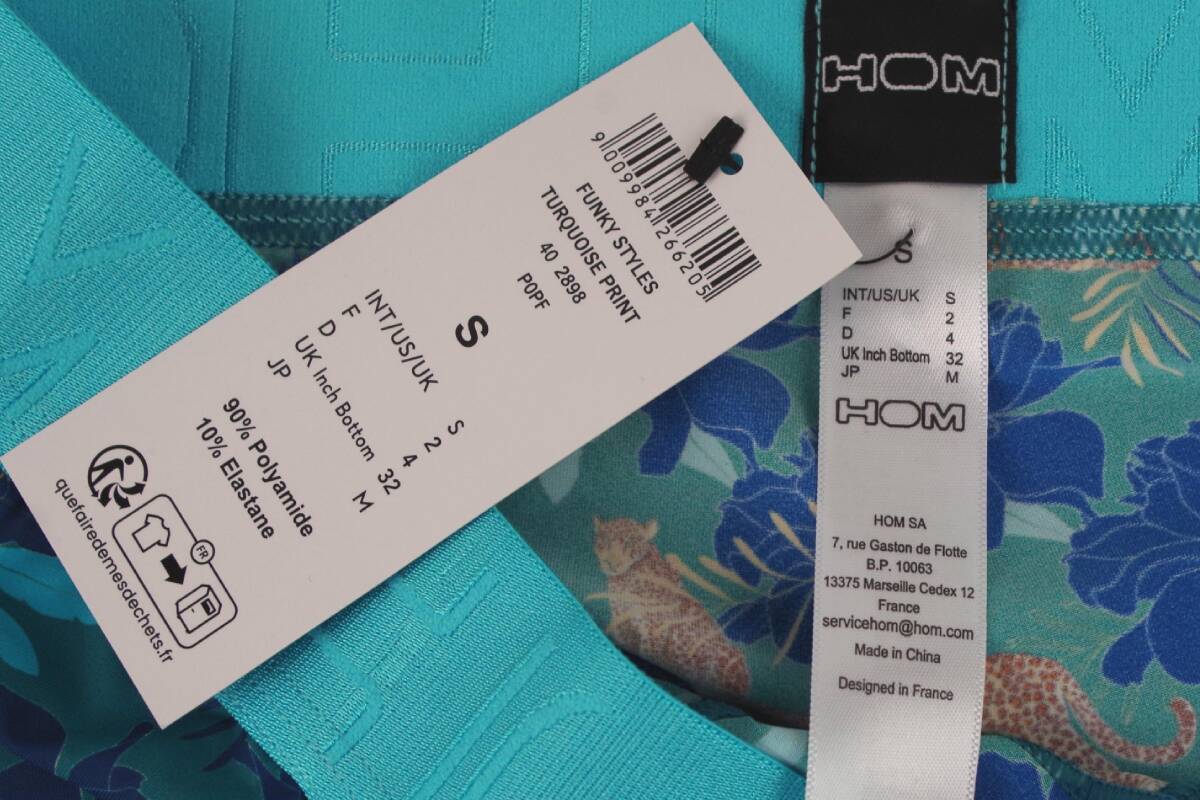 9 009984 266205
FUNKY STYLES
TURQUOISE PRINT
40 2898
P0PF
S
INT/US/UK S
F 2
D 4
UK Inch Bottom 32
JP M
90% Polyamide
10% Elastane
FR
quefairedemesdechets.fr
HOM
S
INT/US/UK S
F 2
D 4
UK Inch Bottom 32
JP M
HOM
HOM SA
7, rue Gaston de Flotte
B.P. 10063
13375 Marseille Cedex 12
France
servicehom@hom.com
Made in China
Designed in France